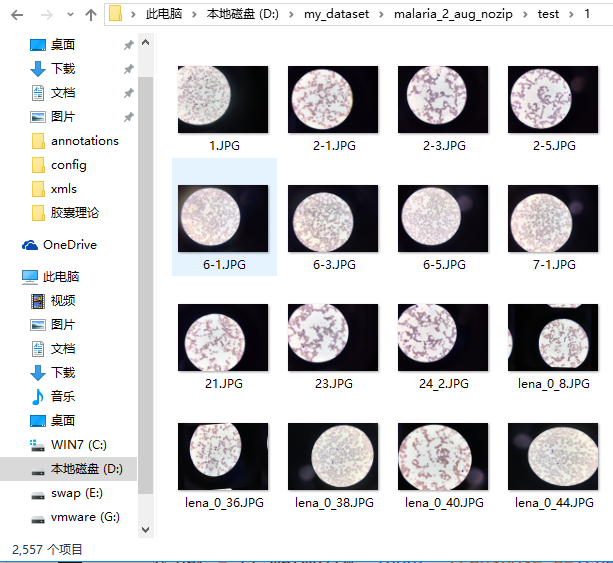 此电脑 > 本地磁盘 (D:) > my_dataset > malaria_2_aug_nozip > test > 1
桌面
下载
文档
图片
annotations
config
xmls
胶囊理论
OneDrive
此电脑
视频
图片
文档
下载
音乐
桌面
WIN7 (C:)
本地磁盘 (D:)
swap (E:)
vmware (G:)
1.JPG
2-1.JPG
2-3.JPG
2-5.JPG
6-1.JPG
6-3.JPG
6-5.JPG
7-1.JPG
21.JPG
23.JPG
24_2.JPG
lena_0_8.JPG
lena_0_36.JPG
lena_0_38.JPG
lena_0_40.JPG
lena_0_44.JPG
2,557 个项目